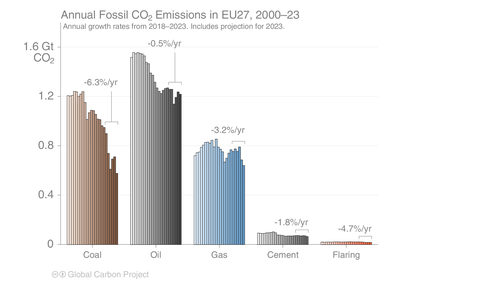 Annual Fossil CO₂ Emissions in EU27, 2000–23
Annual growth rates from 2018–2023. Includes projection for 2023.
1.6 Gt
CO₂
1.2
0.8
0.4
0
-6.3%/yr
-0.5%/yr
-3.2%/yr
-1.8%/yr
-4.7%/yr
Coal
Oil
Gas
Cement
Flaring
Global Carbon Project